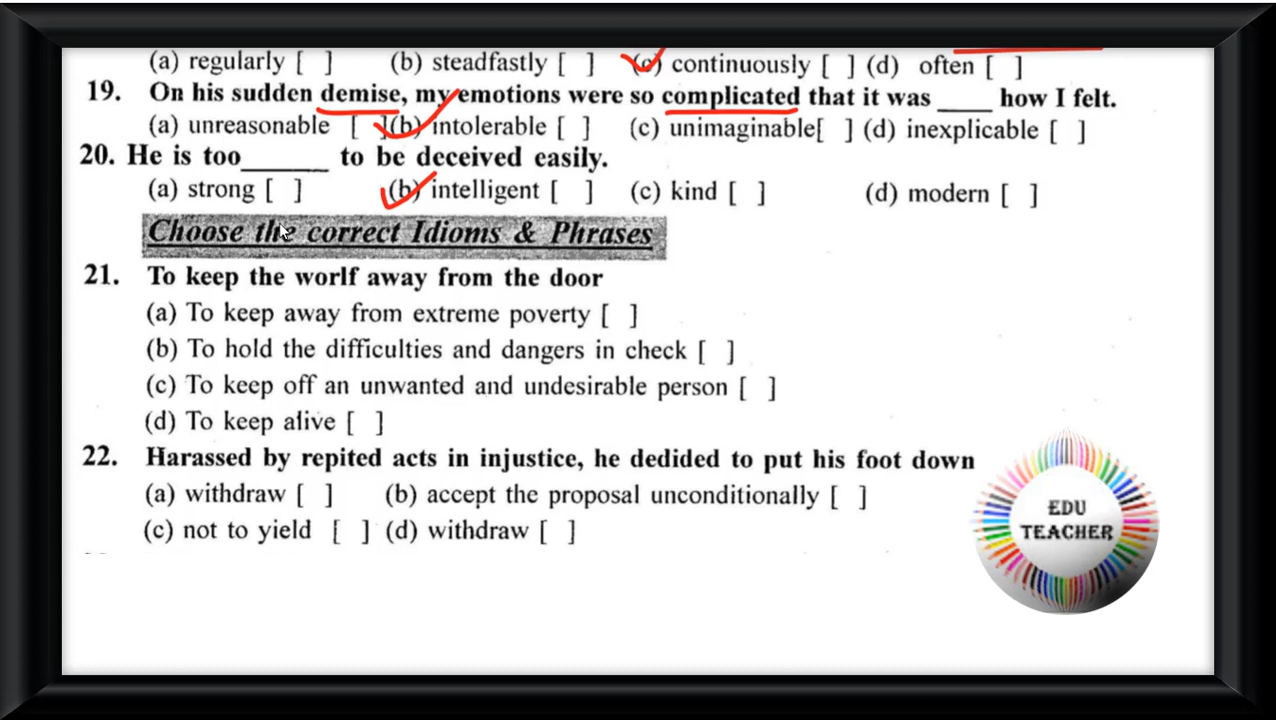 (a) regularly [ ] (b) steadfastly [ ] (c) continuously [ ] (d) often [ ]
19. On his sudden demise, my emotions were so complicated that it was ____ how I felt.
(a) unreasonable [ ] (b) intolerable [ ] (c) unimaginable[ ] (d) inexplicable [ ]
20. He is too______ to be deceived easily.
(a) strong [ ] (b) intelligent [ ] (c) kind [ ] (d) modern [ ]
Choose the correct Idioms & Phrases
21. To keep the worlf away from the door
(a) To keep away from extreme poverty [ ]
(b) To hold the difficulties and dangers in check [ ]
(c) To keep off an unwanted and undesirable person [ ]
(d) To keep alive [ ]
22. Harassed by repited acts in injustice, he dedided to put his foot down
(a) withdraw [ ] (b) accept the proposal unconditionally [ ]
(c) not to yield [ ] (d) withdraw [ ]
EDU
TEACHER